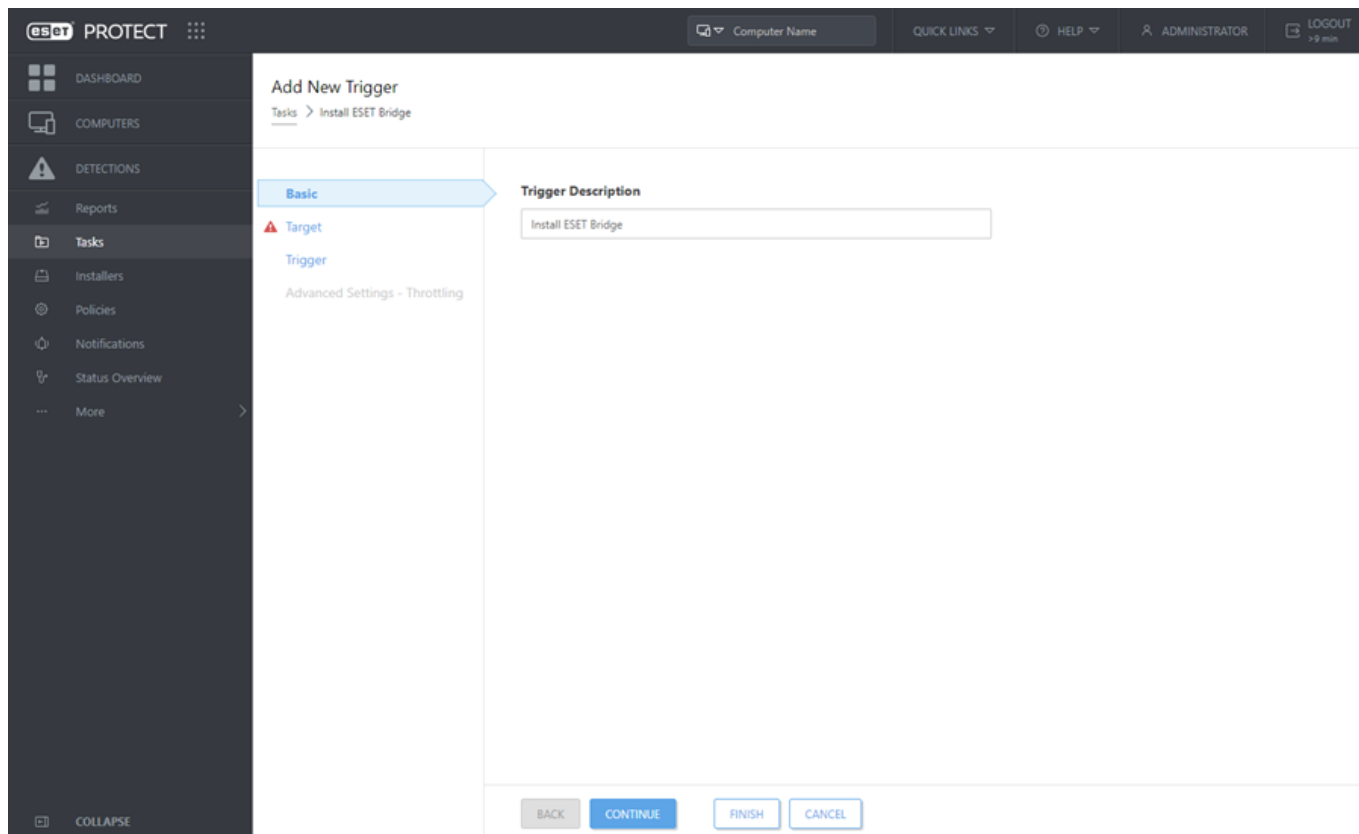 eset PROTECT
Computer Name
QUICK LINKS
HELP
ADMINISTRATOR
LOGOUT
>9 min
DASHBOARD
COMPUTERS
DETECTIONS
Reports
Tasks
Installers
Policies
Notifications
Status Overview
More
COLLAPSE
Add New Trigger
Tasks > Install ESET Bridge
Basic
Target
Trigger
Advanced Settings - Throttling
Trigger Description
Install ESET Bridge
BACK CONTINUE FINISH CANCEL